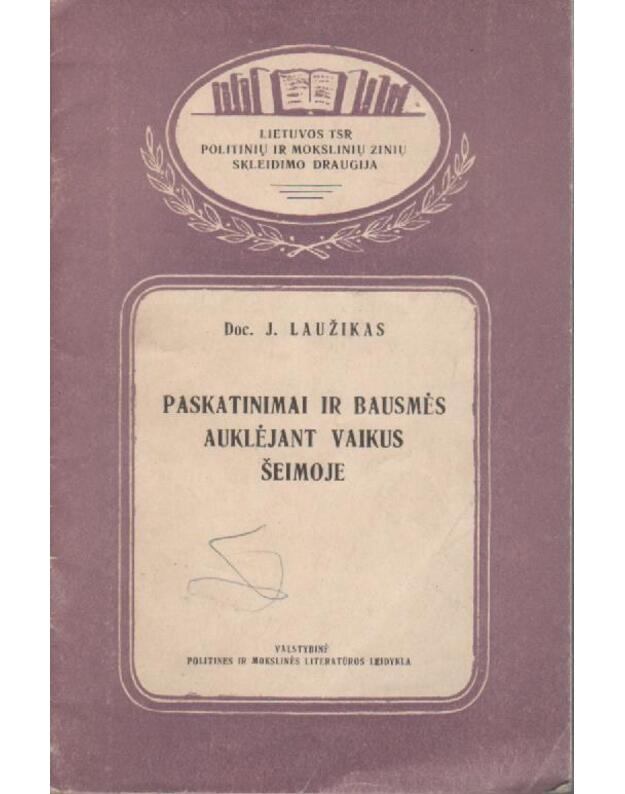 LIETUVOS TSR
POLITINIŲ IR MOKSLINIŲ ŽINIŲ
SKLEIDIMO DRAUGIJA
Doc. J. LAUŽIKAS
PASKATINIMAI IR BAUSMĖS
AUKLĖJANT VAIKUS
ŠEIMOJE
VALSTYBINĖ
POLITINĖS IR MOKSLINĖS LITERATŪROS LEIDYKLA